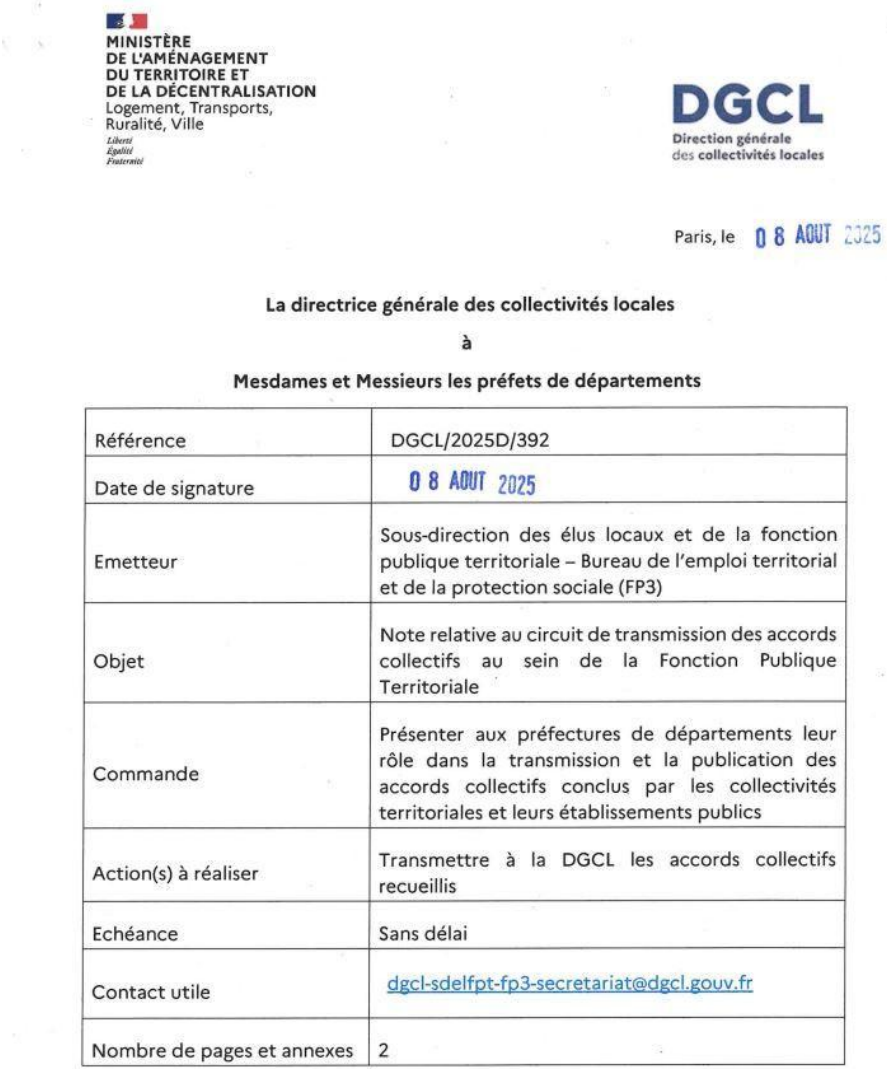 MINISTÈRE
DE L'AMÉNAGEMENT
DU TERRITOIRE ET
DE LA DÉCENTRALISATION
Logement, Transports,
Ruralité, Ville
Liberté
Égalité
Fraternité
DGCL
Direction générale
des collectivités locales
Paris, le 08 AOUT 2025
La directrice générale des collectivités locales
à
Mesdames et Messieurs les préfets de départements
Référence
DGCL/2025D/392
Date de signature
08 AOUT 2025
Emetteur
Sous-direction des élus locaux et de la fonction
publique territoriale – Bureau de l'emploi territorial
et de la protection sociale (FP3)
Objet
Note relative au circuit de transmission des accords
collectifs au sein de la Fonction Publique
Territoriale
Commande
Présenter aux préfectures de départements leur
rôle dans la transmission et la publication des
accords collectifs conclus par les collectivités
territoriales et leurs établissements publics
Action(s) à réaliser
Transmettre à la DGCL les accords collectifs
recueillis
Echéance
Sans délai
Contact utile
dgcl-sdelfpt-fp3-secretariat@dgcl.gouv.fr
Nombre de pages et annexes
2